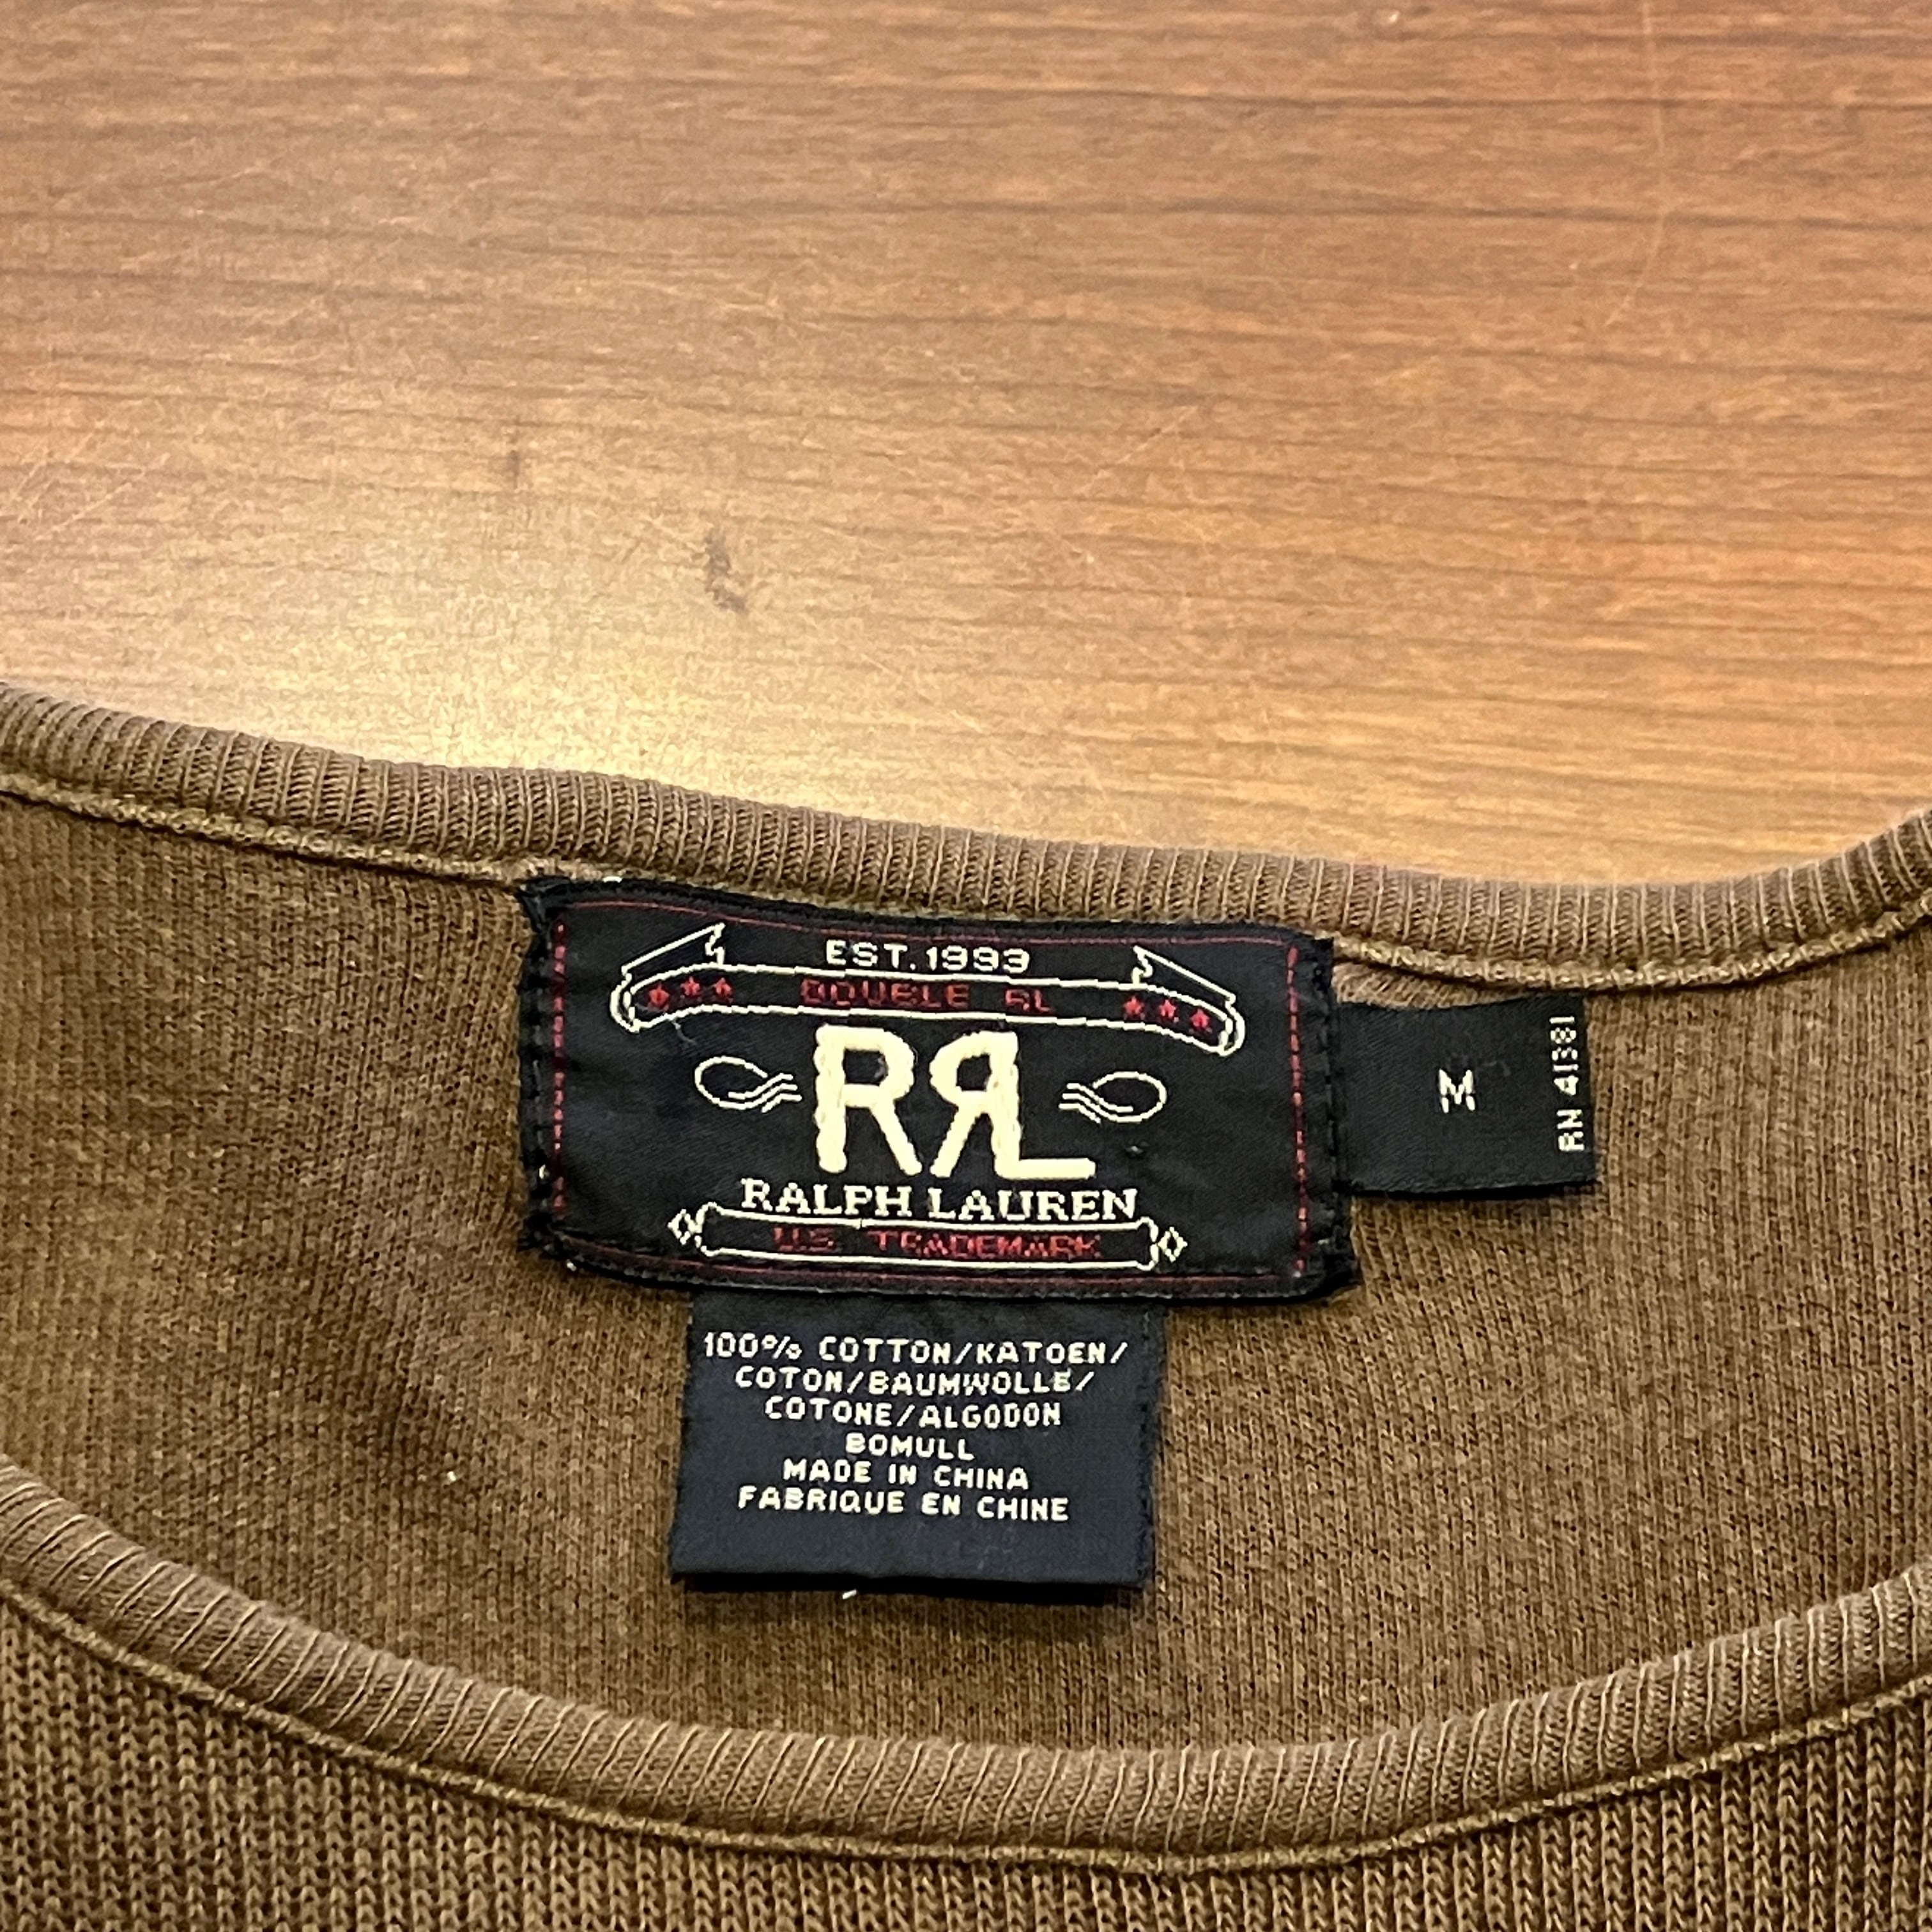 EST. 1993
DOUBLE RL
RRL
RALPH LAUREN
U.S. TRADEMARK
M
RN 41381
100% COTTON/KATOEN/
COTON/BAUMWOLLE/
COTONE/ALGODON
BOMULL
MADE IN CHINA
FABRIQUE EN CHINE